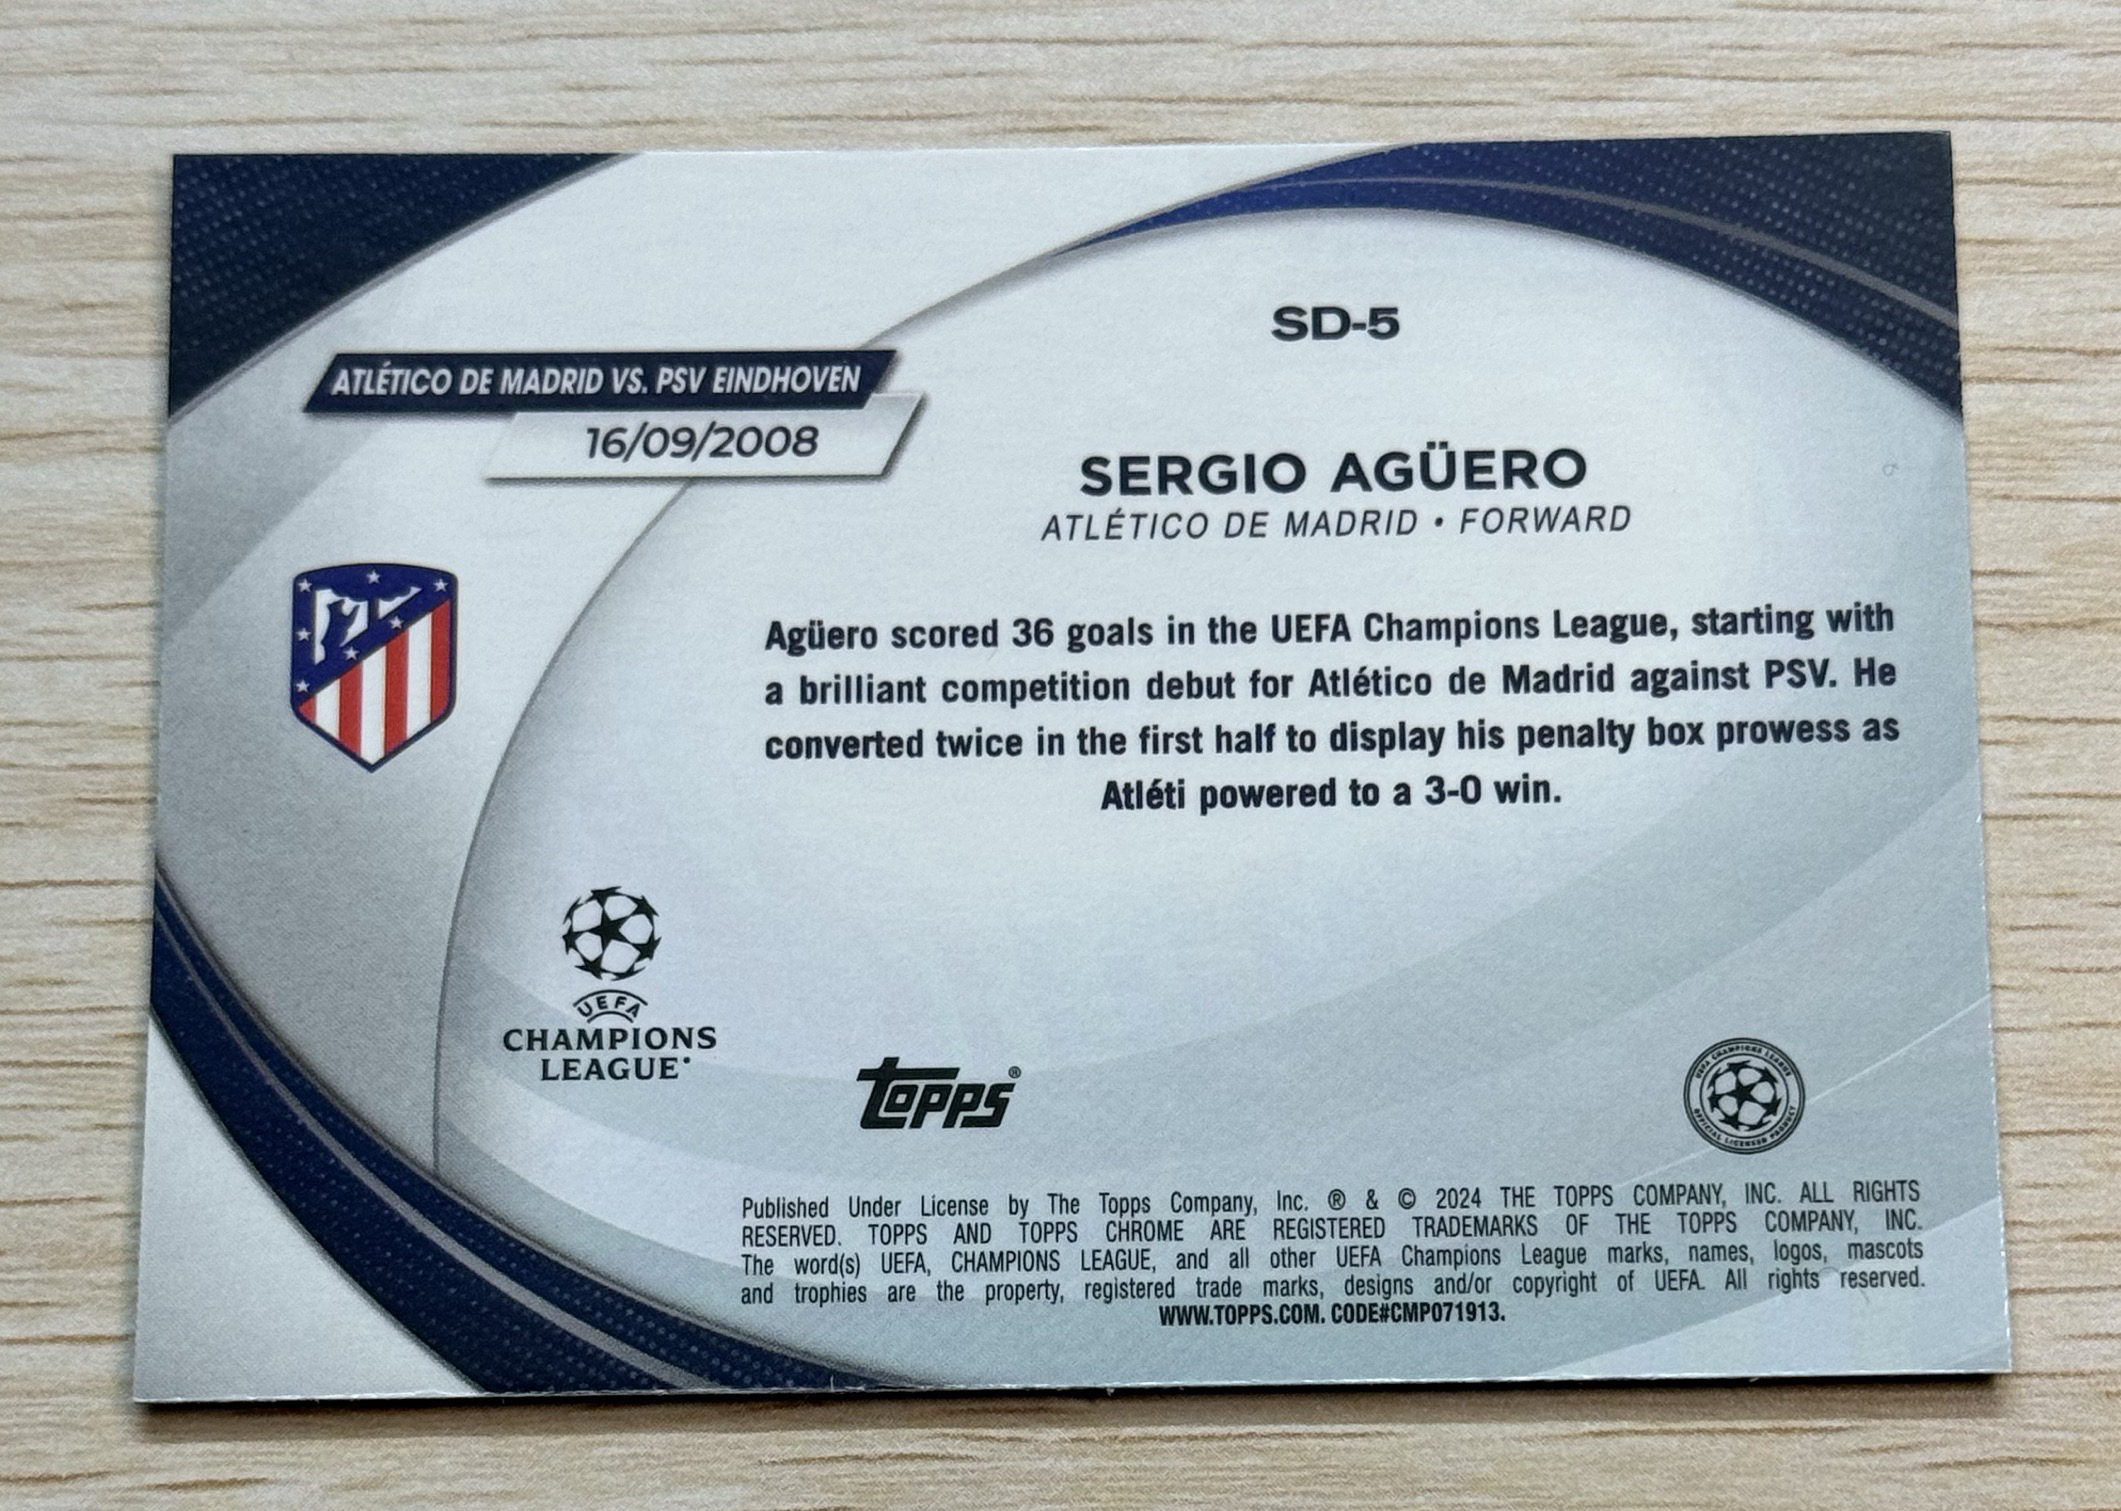 SD-5
ATLÉTICO DE MADRID VS. PSV EINDHOVEN
16/09/2008
SERGIO AGÜERO
ATLÉTICO DE MADRID • FORWARD
Agüero scored 36 goals in the UEFA Champions League, starting with
a brilliant competition debut for Atlético de Madrid against PSV. He
converted twice in the first half to display his penalty box prowess as
Atléti powered to a 3-0 win.
UEFA
CHAMPIONS
LEAGUE
TOPPS®
UEFA CHAMPIONS LEAGUE
OFFICIAL LICENSED PRODUCT
Published Under License by The Topps Company, Inc. ® & © 2024 THE TOPPS COMPANY, INC. ALL RIGHTS
RESERVED. TOPPS AND TOPPS CHROME ARE REGISTERED TRADEMARKS OF THE TOPPS COMPANY, INC.
The word(s) UEFA, CHAMPIONS LEAGUE, and all other UEFA Champions League marks, names, logos, mascots
and trophies are the property, registered trade marks, designs and/or copyright of UEFA. All rights reserved.
WWW.TOPPS.COM. CODE#CMP071913.